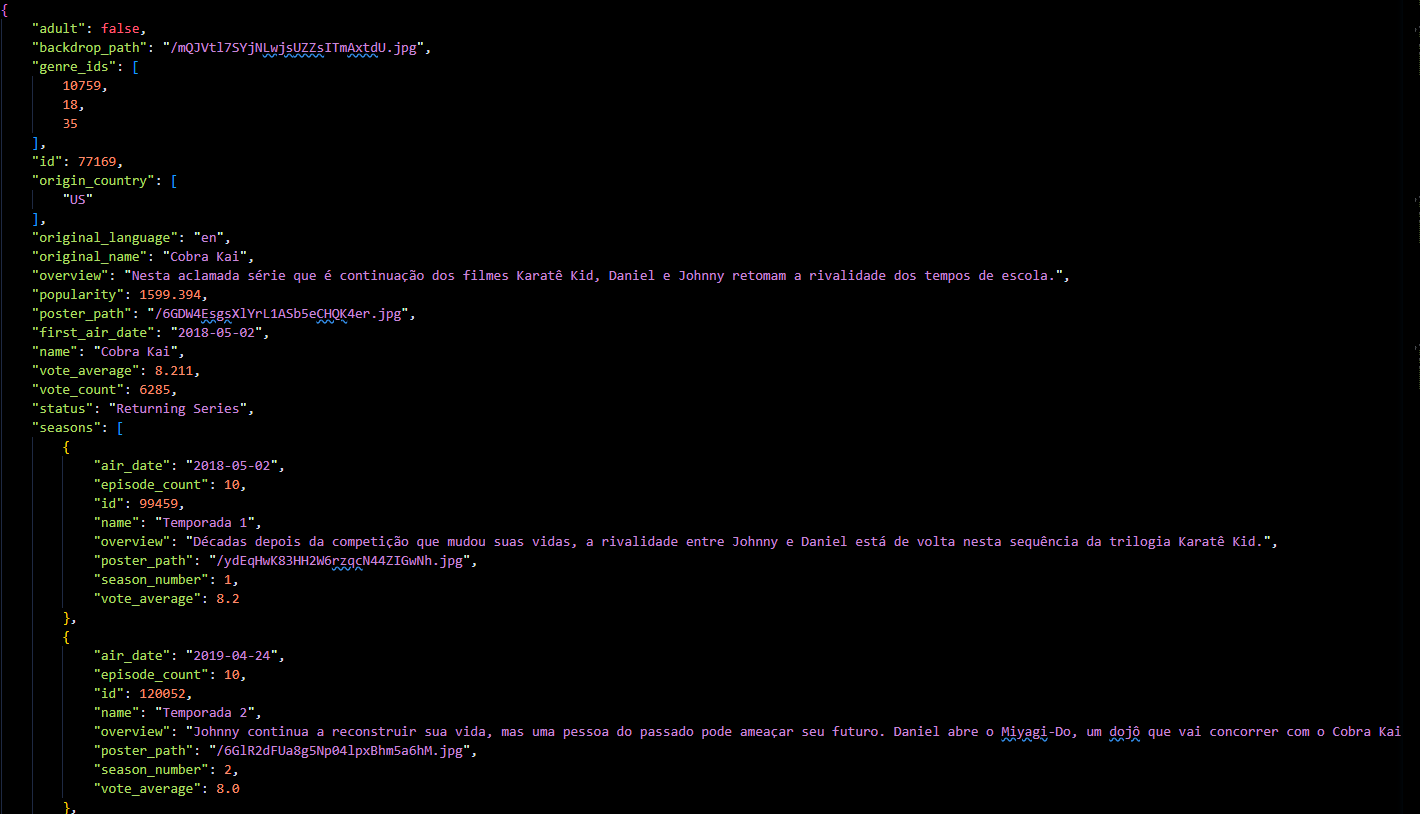 {
"adult": false,
"backdrop_path": "/mQJVtl7SYjNLwjsUZZsITmAxtdU.jpg",
"genre_ids": [
10759,
18,
35
],
"id": 77169,
"origin_country": [
"US"
],
"original_language": "en",
"original_name": "Cobra Kai",
"overview": "Nesta aclamada série que é continuação dos filmes Karatê Kid, Daniel e Johnny retomam a rivalidade dos tempos de escola.",
"popularity": 1599.394,
"poster_path": "/6GDW4EsgsXlYrL1ASb5eCHQK4er.jpg",
"first_air_date": "2018-05-02",
"name": "Cobra Kai",
"vote_average": 8.211,
"vote_count": 6285,
"status": "Returning Series",
"seasons": [
{
"air_date": "2018-05-02",
"episode_count": 10,
"id": 99459,
"name": "Temporada 1",
"overview": "Décadas depois da competição que mudou suas vidas, a rivalidade entre Johnny e Daniel está de volta nesta sequência da trilogia Karatê Kid.",
"poster_path": "/ydEqHwK83HH2W6rzqcN44ZIGwNh.jpg",
"season_number": 1,
"vote_average": 8.2
},
{
"air_date": "2019-04-24",
"episode_count": 10,
"id": 120052,
"name": "Temporada 2",
"overview": "Johnny continua a reconstruir sua vida, mas uma pessoa do passado pode ameaçar seu futuro. Daniel abre o Miyagi-Do, um dojô que vai concorrer com o Cobra Kai
"poster_path": "/6GlR2dFUa8g5Np04lpxBhm5a6hM.jpg",
"season_number": 2,
"vote_average": 8.0
},